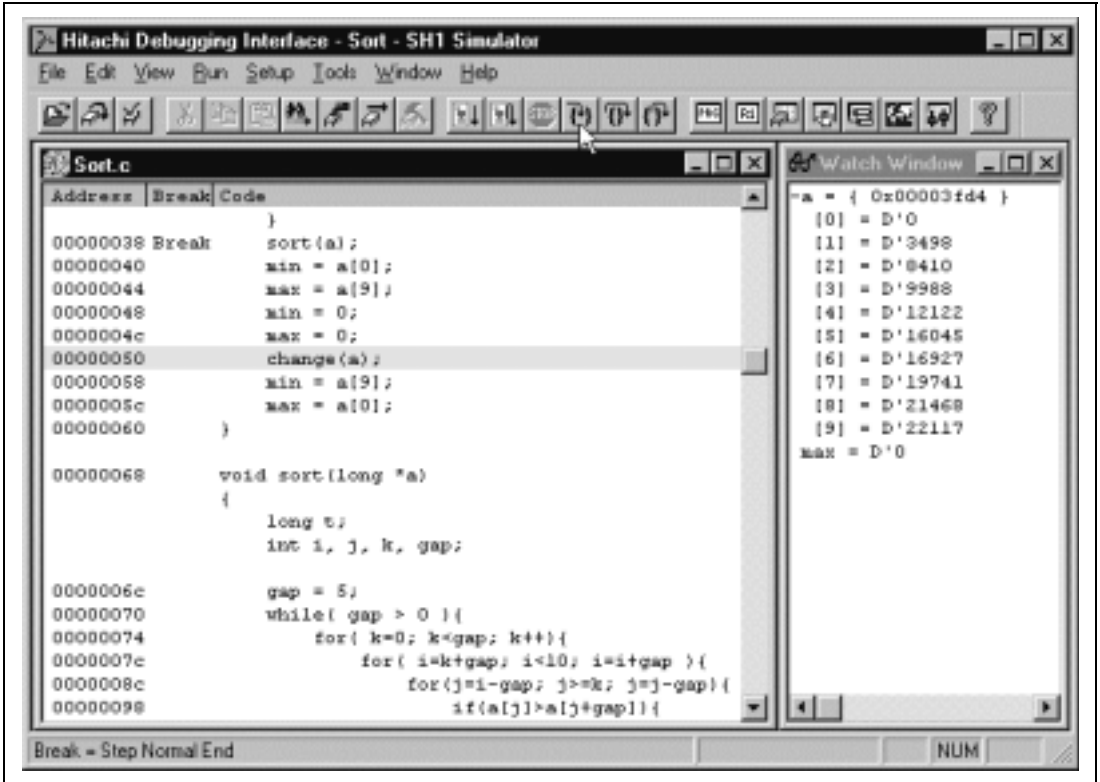 Hitachi Debugging Interface - Sort - SH1 Simulator
File Edit View Run Setup Tools Window Help
Sort.c
Address Break Code
}
00000038 Break sort(a);
00000040 min = a[0];
00000044 max = a[9];
00000048 min = 0;
0000004c max = 0;
00000050 change(a);
00000058 min = a[9];
0000005c max = a[0];
00000060 }
00000068 void sort(long *a)
{
long t;
int i, j, k, gap;
0000006c gap = 5;
00000070 while( gap > 0 ){
00000074 for( k=0; k<gap; k++){
0000007c for( i=k+gap; i<10; i=i+gap ){
0000008c for(j=i-gap; j>=k; j=j-gap){
00000098 if(a[j]>a[j+gap]){
Watch Window
-a = { 0x00003fd4 }
[0] = D'0
[1] = D'3498
[2] = D'8410
[3] = D'9988
[4] = D'12122
[5] = D'16045
[6] = D'16927
[7] = D'19741
[8] = D'21468
[9] = D'22117
max = D'0
Break = Step Normal End
NUM